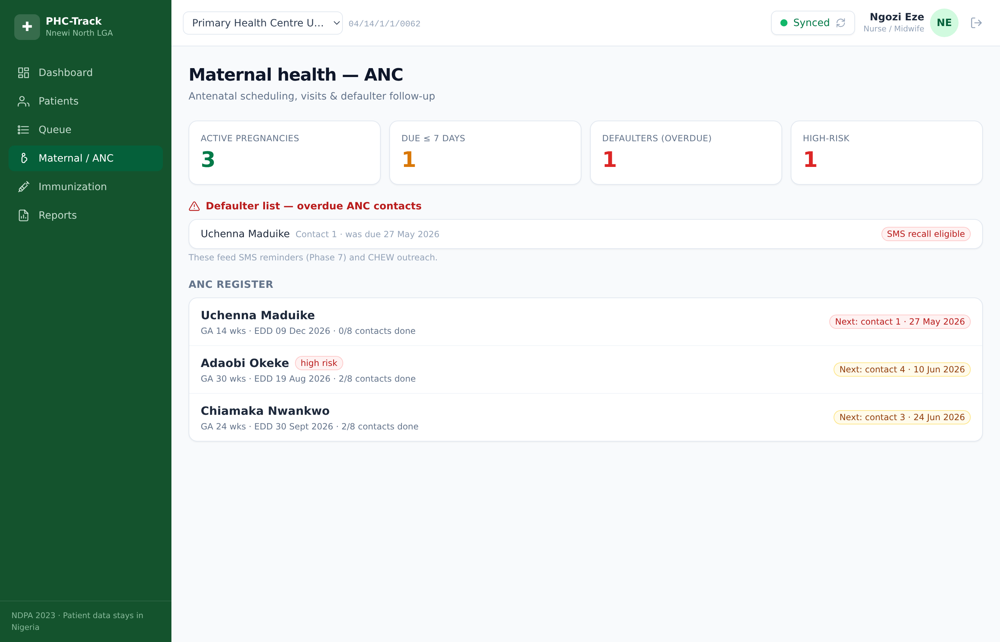 PHC-Track
Nnewi North LGA
Dashboard
Patients
Queue
Maternal / ANC
Immunization
Reports
NDPA 2023 · Patient data stays in
Nigeria
Primary Health Centre U... 04/14/1/1/0062
Synced
Ngozi Eze
Nurse / Midwife
NE
Maternal health — ANC
Antenatal scheduling, visits & defaulter follow-up
ACTIVE PREGNANCIES
3
DUE ≤ 7 DAYS
1
DEFAULTERS (OVERDUE)
1
HIGH-RISK
1
Defaulter list — overdue ANC contacts
Uchenna Maduike Contact 1 · was due 27 May 2026 SMS recall eligible
These feed SMS reminders (Phase 7) and CHEW outreach.
ANC REGISTER
Uchenna Maduike
GA 14 wks · EDD 09 Dec 2026 · 0/8 contacts done
Next: contact 1 · 27 May 2026
Adaobi Okeke high risk
GA 30 wks · EDD 19 Aug 2026 · 2/8 contacts done
Next: contact 4 · 10 Jun 2026
Chiamaka Nwankwo
GA 24 wks · EDD 30 Sept 2026 · 2/8 contacts done
Next: contact 3 · 24 Jun 2026